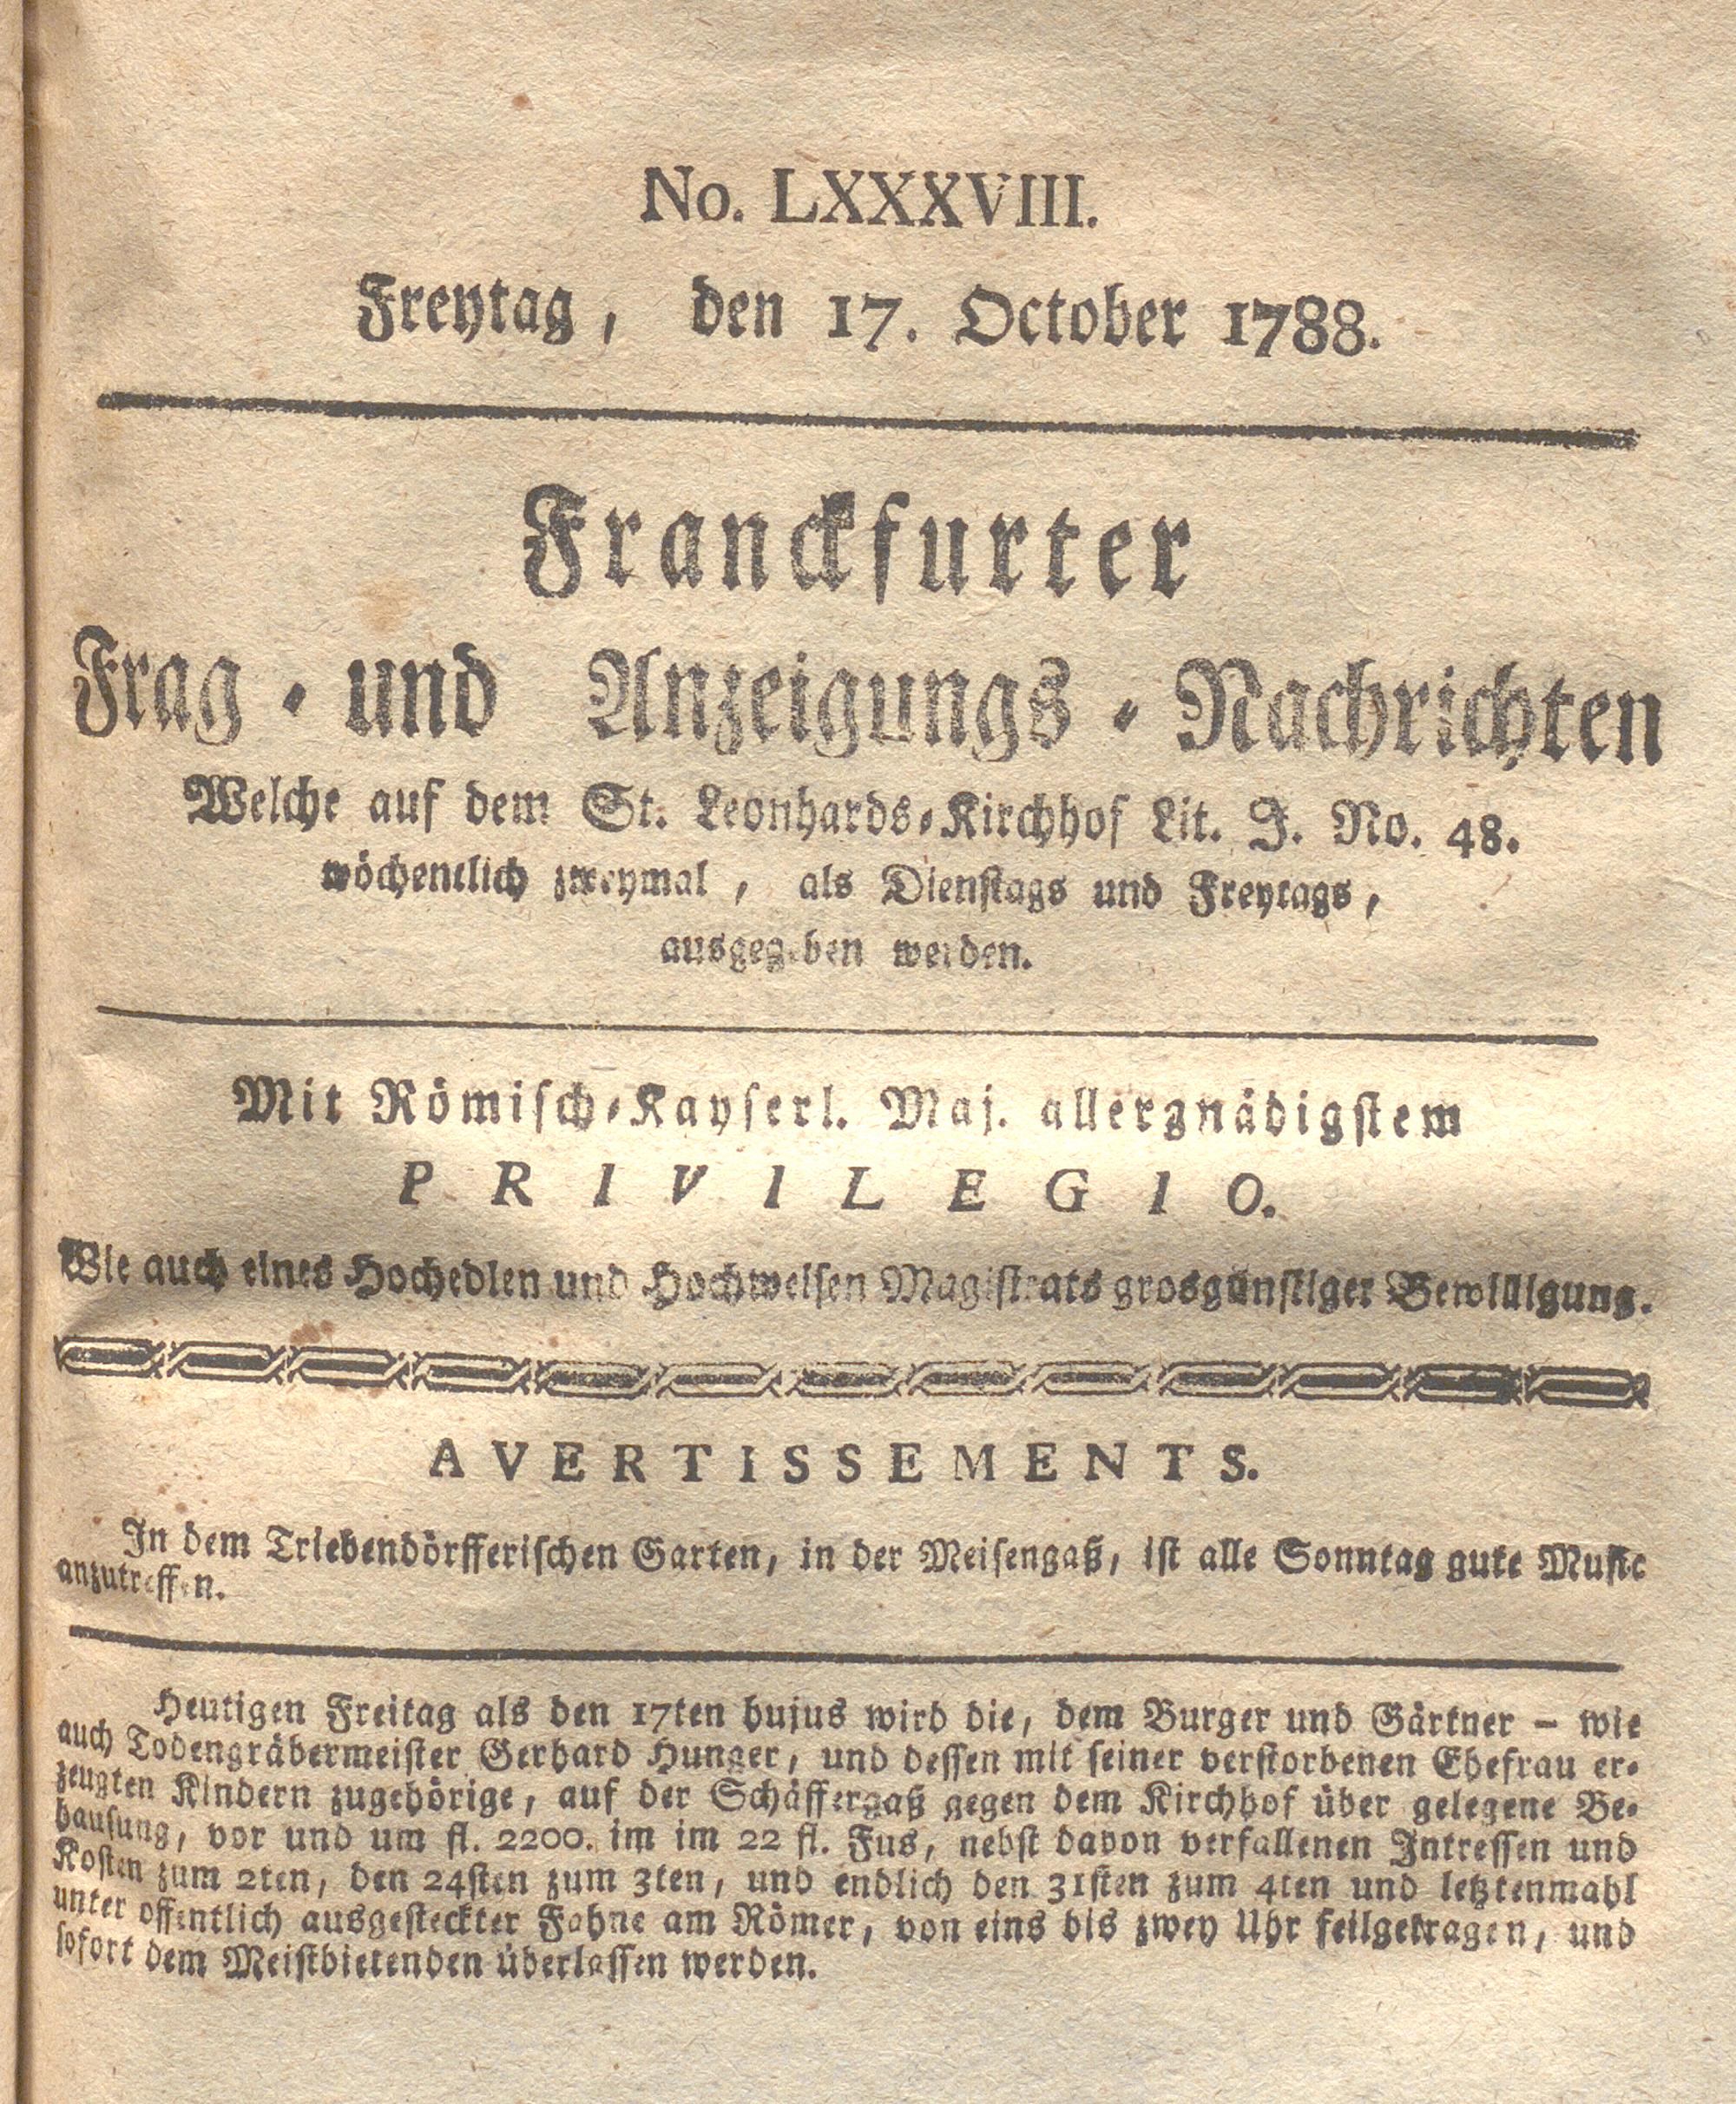 No. LXXXVIII.
Freytag, den 17. October 1788.
Franckfurter
Frag- und Anzeigungs-Nachrichten
Welche auf dem St. Leonhards-Kirchhof Lit. J. No. 48.
wöchentlich zweymal, als Dienstags und Freytags,
ausgegeben werden.
Mit Römisch-Kayserl. Maj. allergnädigstem
PRIVILEGIO.
Wie auch eines Hochedlen und Hochweisen Magistrats grosgünstiger Bewilligung.
AVERTISSEMENTS.
In dem Triebendörfferischen Garten, in der Meisengaß, ist alle Sonntag gute Music
anzutreffen.
Heutigen Freitag als den 17ten hujus wird die, dem Burger und Gärtner – wie
auch Todengräbermeister Gerhard Hunger, und dessen mit seiner verstorbenen Ehefrau er-
zeugten Kindern zugehörige, auf der Schäffergaß gegen dem Kirchhof über gelegene Be-
hausung, vor und um fl. 2200. im im 22 fl. Fus, nebst davon verfallenen Intressen und
Kosten zum 2ten, den 24sten zum 3ten, und endlich den 31sten zum 4ten und letztenmahl
unter offentlich ausgesteckter Fahne am Römer, von eins bis zwey Uhr feilgetragen, und
sofort dem Meistbietenden überlassen werden.